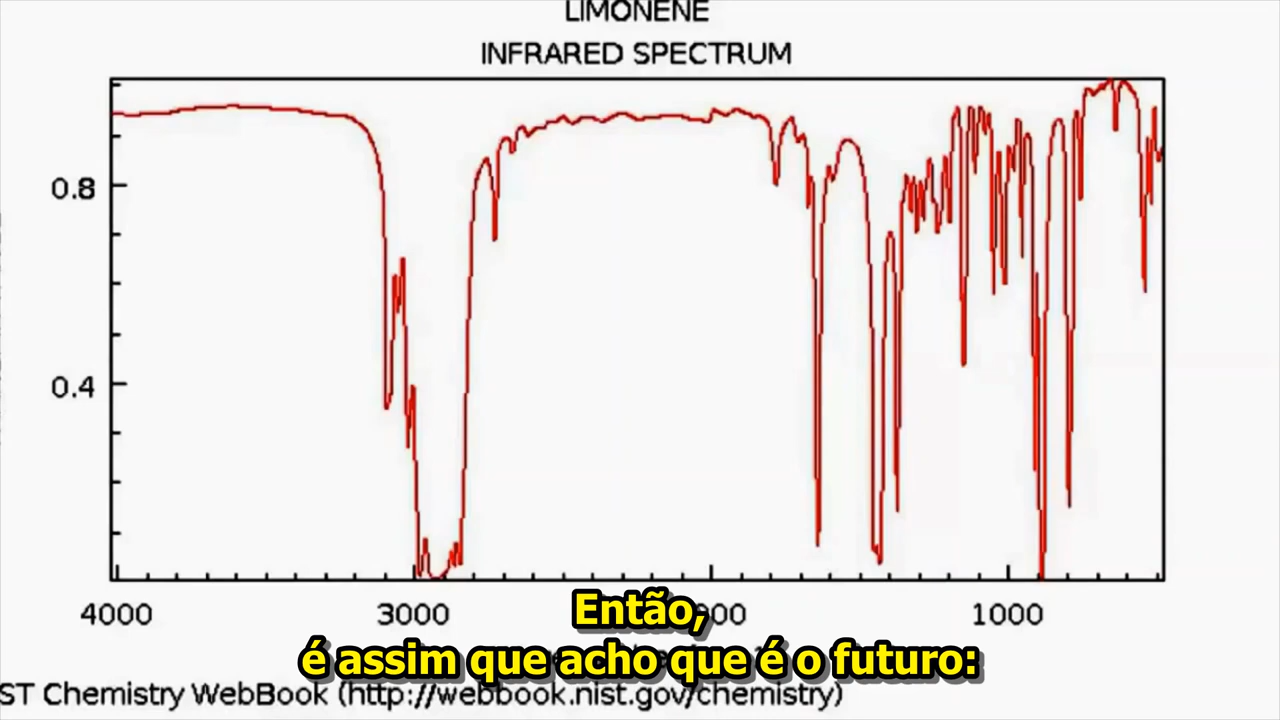 LIMONENE
INFRARED SPECTRUM
0.8
0.4
4000 3000 1000
Então,
é assim que acho que é o futuro:
ST Chemistry WebBook (http://webbook.nist.gov/chemistry)